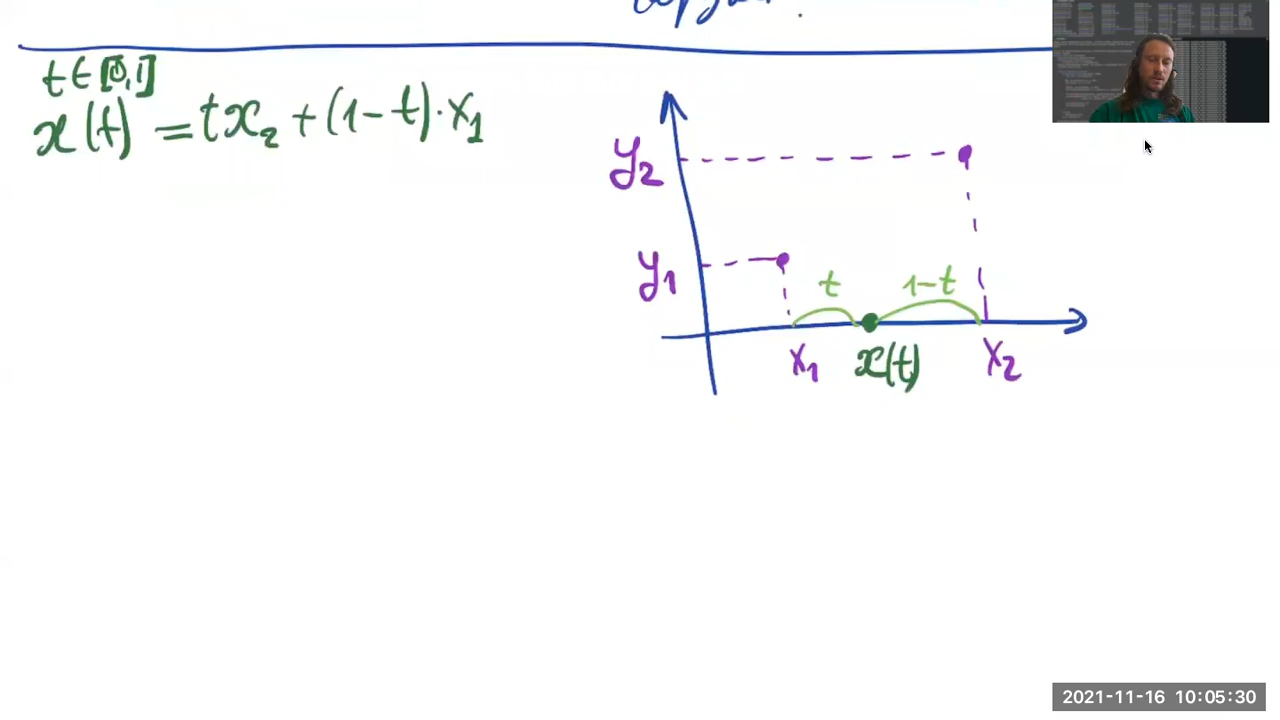 t ∈ [0,1]
x(t) = tx₂ + (1-t)·x₁
y₂
y₁
t
1-t
x₁
x(t)
x₂
2021-11-16 10:05:30